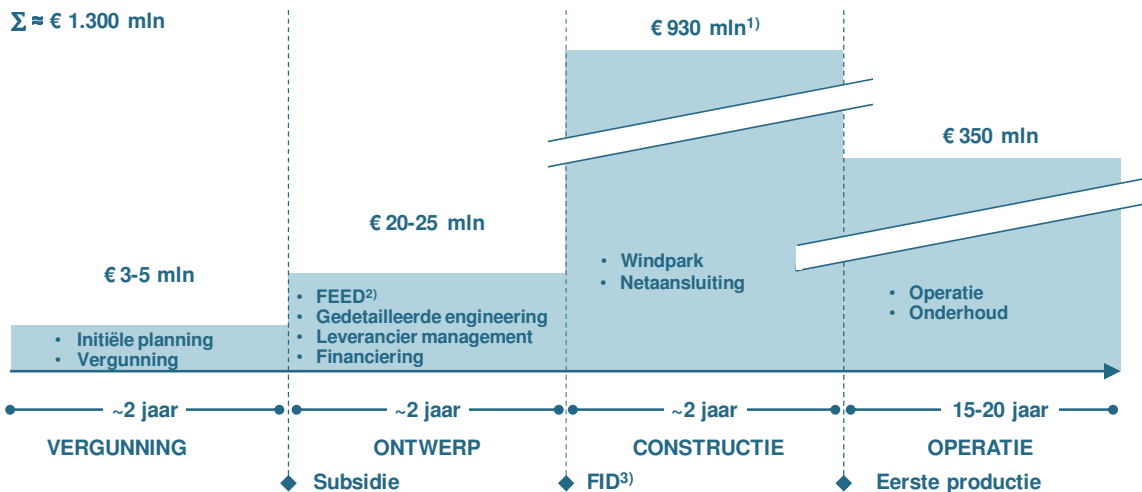 Σ ≈ € 1.300 mln
€ 3-5 mln
• Initiële planning
• Vergunning
€ 20-25 mln
• FEED2)
• Gedetailleerde engineering
• Leverancier management
• Financiering
€ 930 mln1)
• Windpark
• Netaansluiting
€ 350 mln
• Operatie
• Onderhoud
~2 jaar
~2 jaar
~2 jaar
15-20 jaar
VERGUNNING
ONTWERP
CONSTRUCTIE
OPERATIE
Subsidie
FID3)
Eerste productie